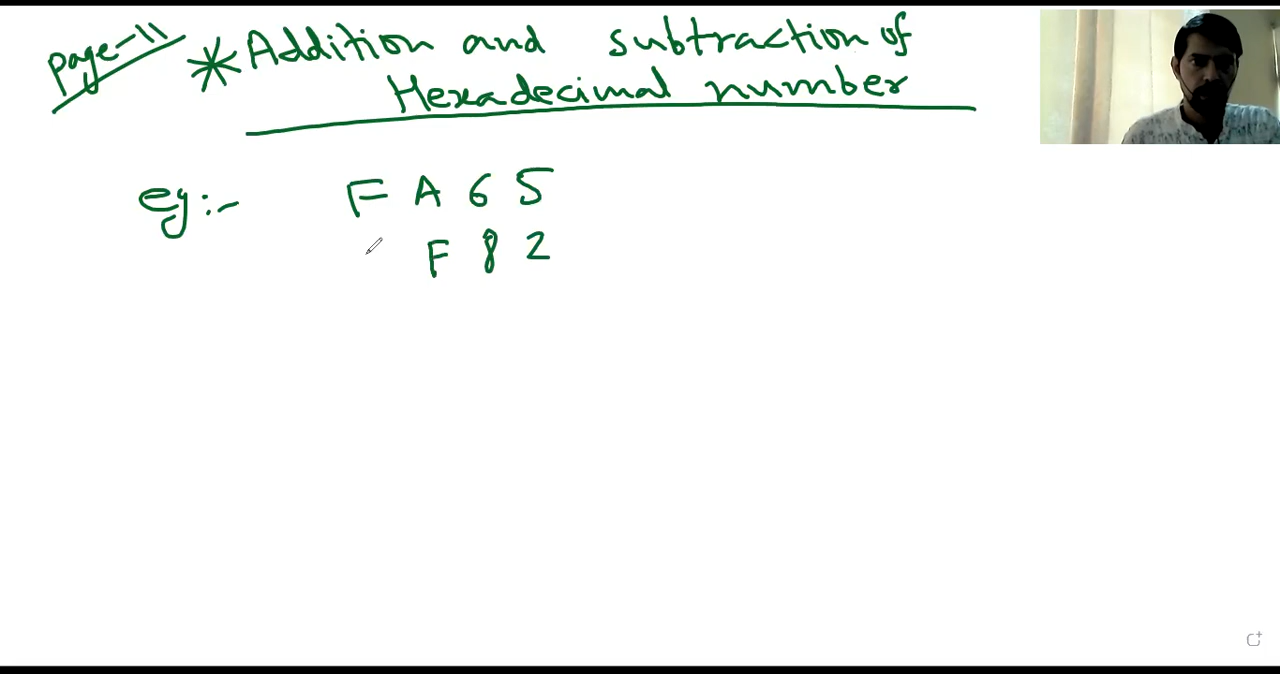 page-11 * Addition and subtraction of
Hexadecimal number
eg:- F A 6 5
F 8 2